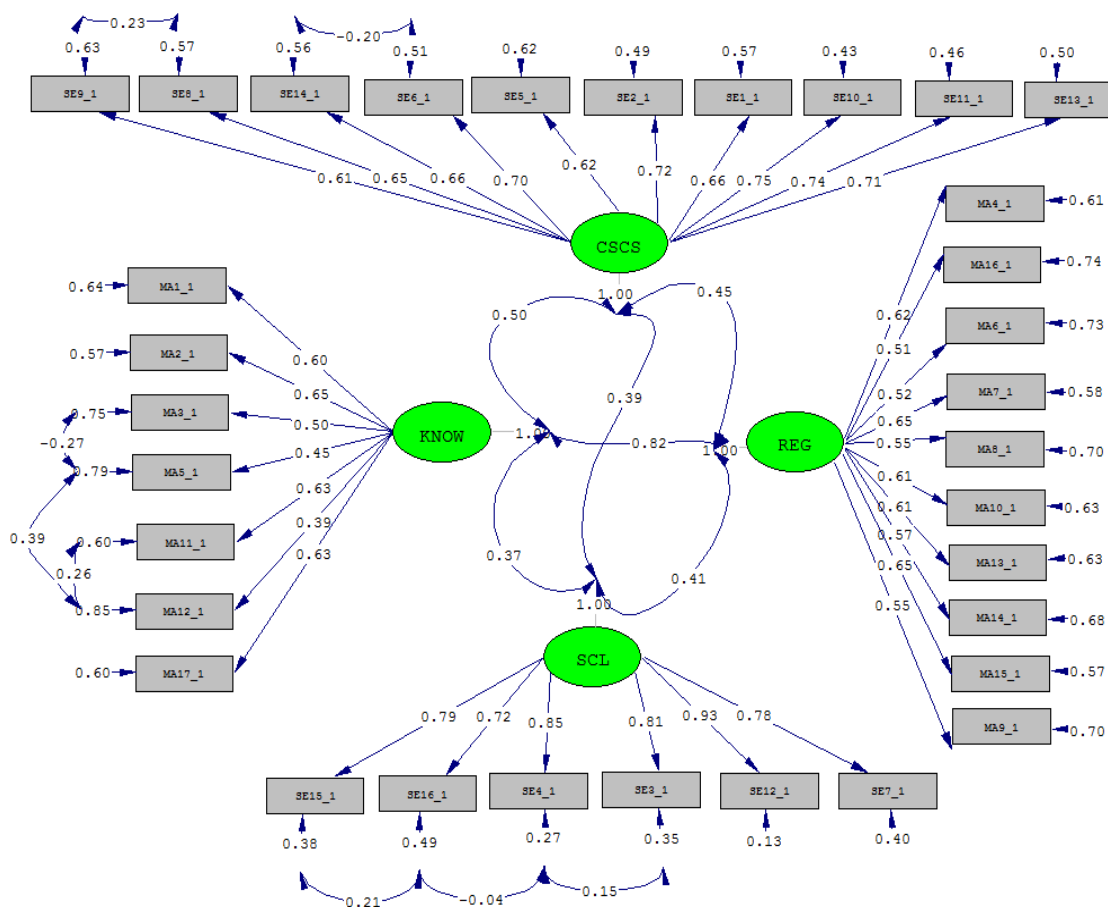 0.23
-0.20
0.63 0.57 0.56 0.51 0.62 0.49 0.57 0.43 0.46 0.50
SE9_1 SE8_1 SE14_1 SE6_1 SE5_1 SE2_1 SE1_1 SE10_1 SE11_1 SE13_1
0.61 0.65 0.66 0.70 0.62 0.72 0.66 0.75 0.74 0.71
CSCS
1.00
0.50
0.45
0.39
0.64 MA1_1 0.60
0.57 MA2_1 0.65
0.75 MA3_1 0.50
-0.27
0.79 MA5_1 0.45
0.39
0.60 MA11_1 0.63
0.26
0.85 MA12_1 0.39
0.60 MA17_1 0.63
KNOW
1.00
0.82
1.00
REG
0.62 MA4_1 0.61
0.51 MA16_1 0.74
0.52 MA6_1 0.73
0.65 MA7_1 0.58
0.55 MA8_1 0.70
0.61 MA10_1 0.63
0.61 MA13_1 0.63
0.57 MA14_1 0.68
0.65 MA15_1 0.57
0.55 MA9_1 0.70
0.37
0.41
1.00
SCL
0.79 0.72 0.85 0.81 0.93 0.78
SE15_1 SE16_1 SE4_1 SE3_1 SE12_1 SE7_1
0.38 0.49 0.27 0.35 0.13 0.40
0.21 -0.04 0.15